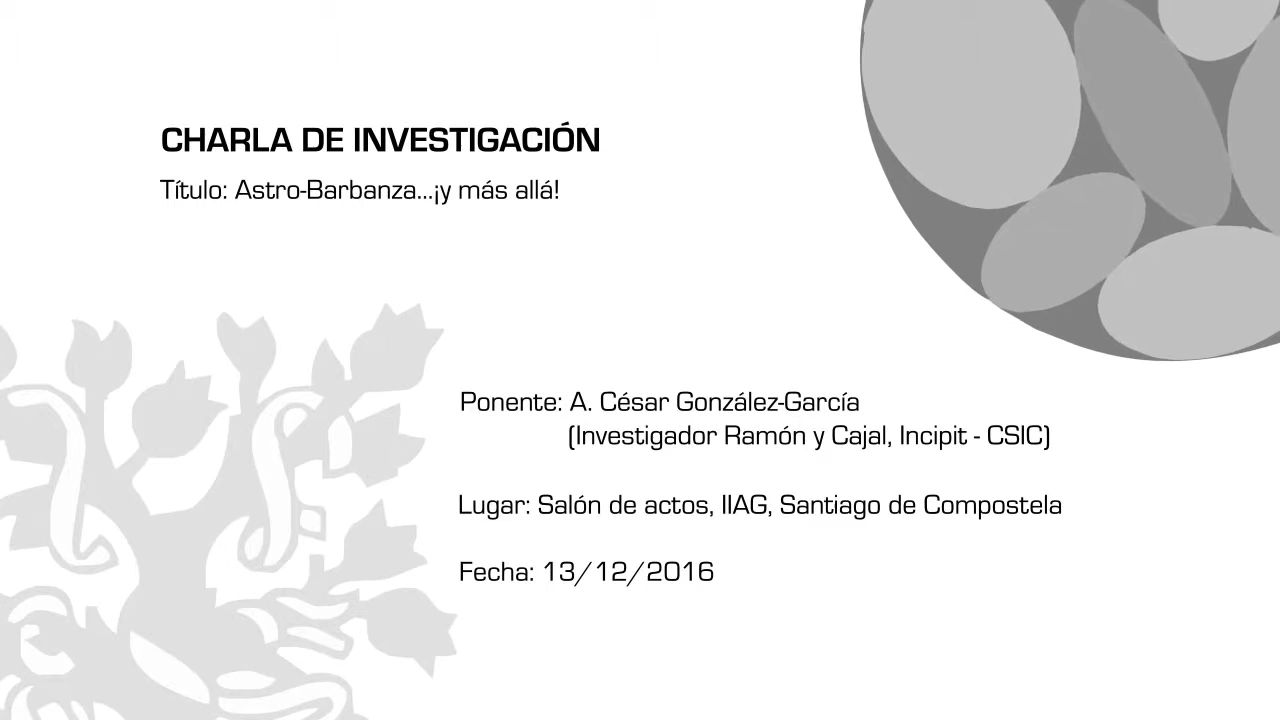 CHARLA DE INVESTIGACIÓN
Título: Astro-Barbanza...¡y más allá!
Ponente: A. César González-García
(Investigador Ramón y Cajal, Incipit - CSIC)
Lugar: Salón de actos, IIAG, Santiago de Compostela
Fecha: 13/12/2016